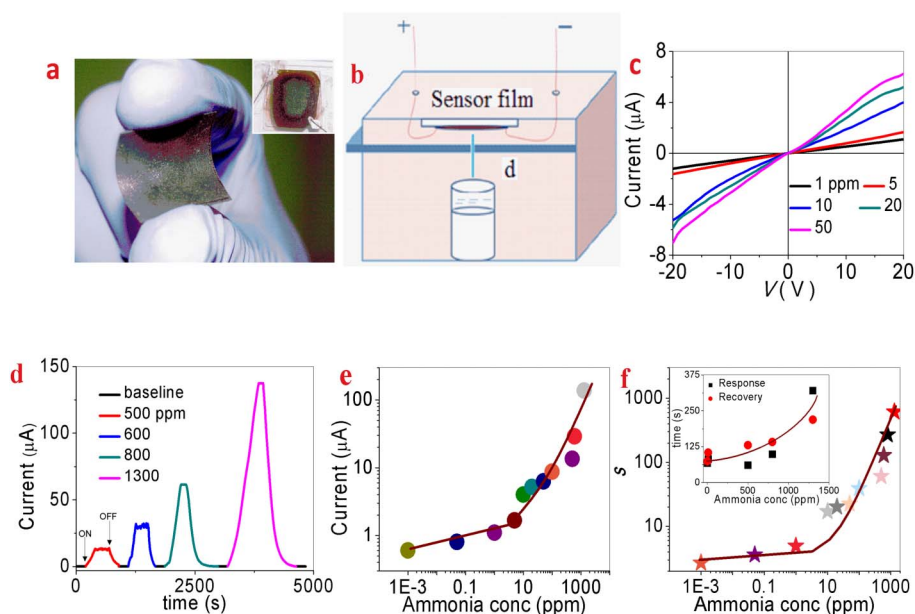 a
b
+
−
Sensor film
d
c
Current (µA)
8
4
0
-4
-8
1 ppm
5
10
20
50
-20
-10
0
10
20
V( V)
d
Current (µA)
150
100
50
0
baseline
500 ppm
600
800
1300
ON
OFF
0
2500
5000
time (s)
e
Current (µA)
100
10
1
1E-3
0.1
10
1000
Ammonia conc (ppm)
f
s
1000
100
10
375
250
125
0
time (s)
Response
Recovery
0
500
1000
1500
Ammonia conc (ppm)
1E-3
0.1
10
1000
Ammonia conc (ppm)